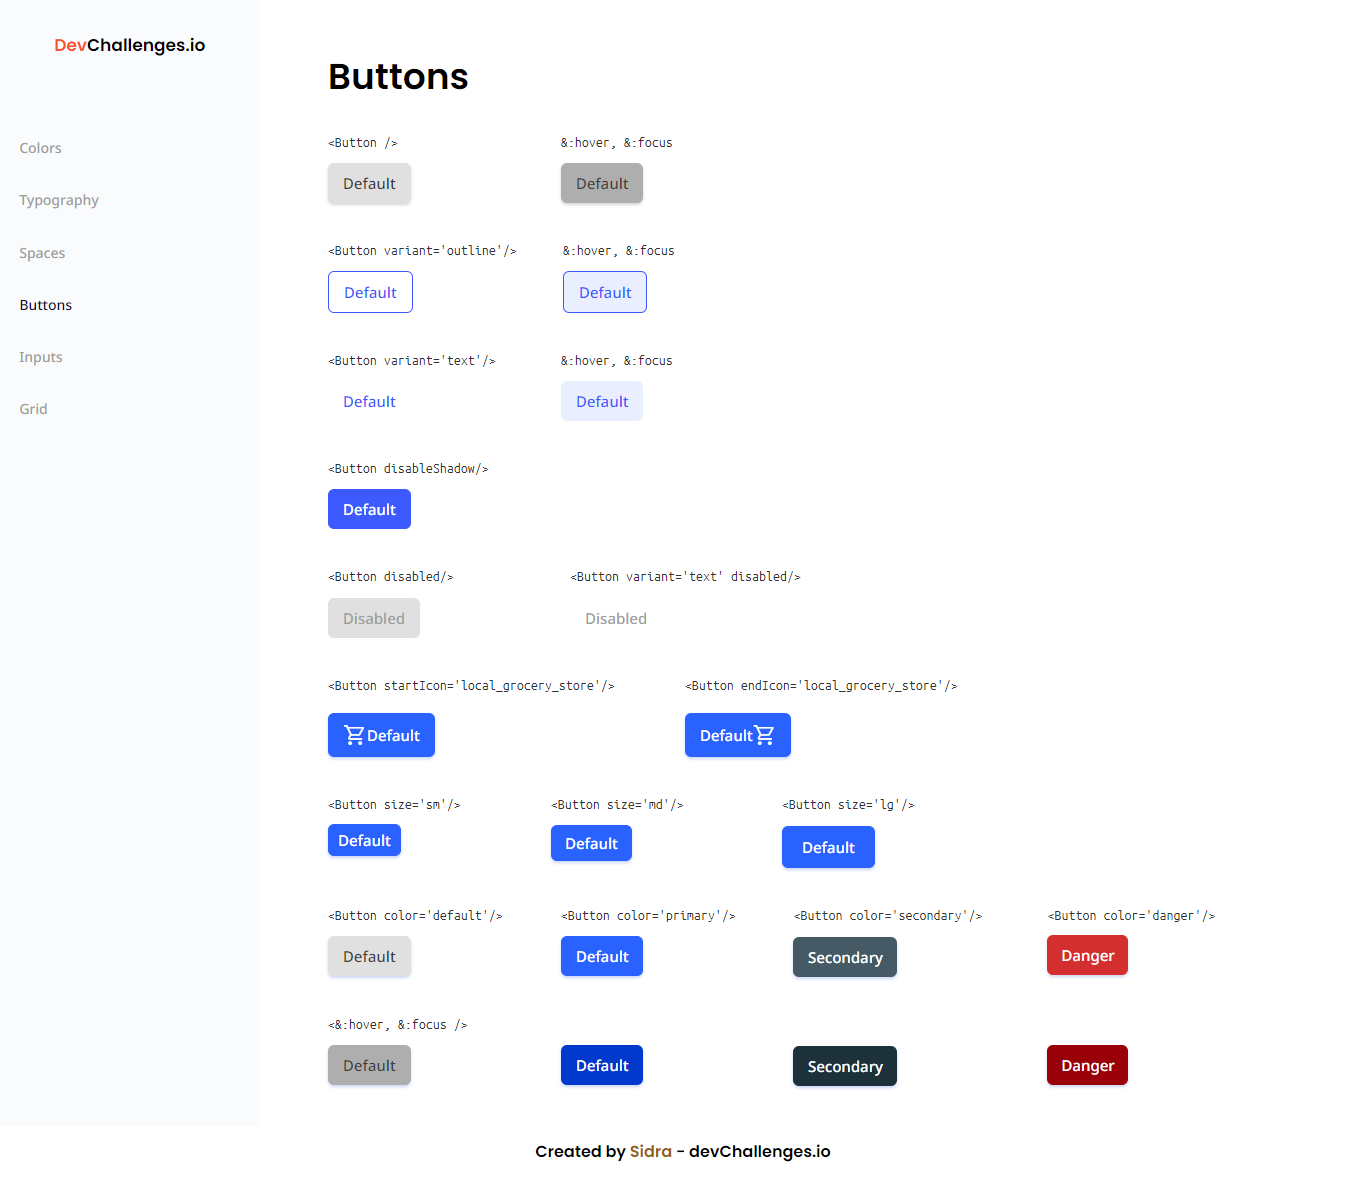 DevChallenges.io
Colors
Typography
Spaces
Buttons
Inputs
Grid
Buttons
<Button /> &:hover, &:focus
Default Default
<Button variant='outline'/> &:hover, &:focus
Default Default
<Button variant='text'/> &:hover, &:focus
Default Default
<Button disableShadow/>
Default
<Button disabled/> <Button variant='text' disabled/>
Disabled Disabled
<Button startIcon='local_grocery_store'/> <Button endIcon='local_grocery_store'/>
Default Default
<Button size='sm'/> <Button size='md'/> <Button size='lg'/>
Default Default Default
<Button color='default'/> <Button color='primary'/> <Button color='secondary'/> <Button color='danger'/>
Default Default Secondary Danger
<&:hover, &:focus />
Default Default Secondary Danger
Created by Sidra - devChallenges.io